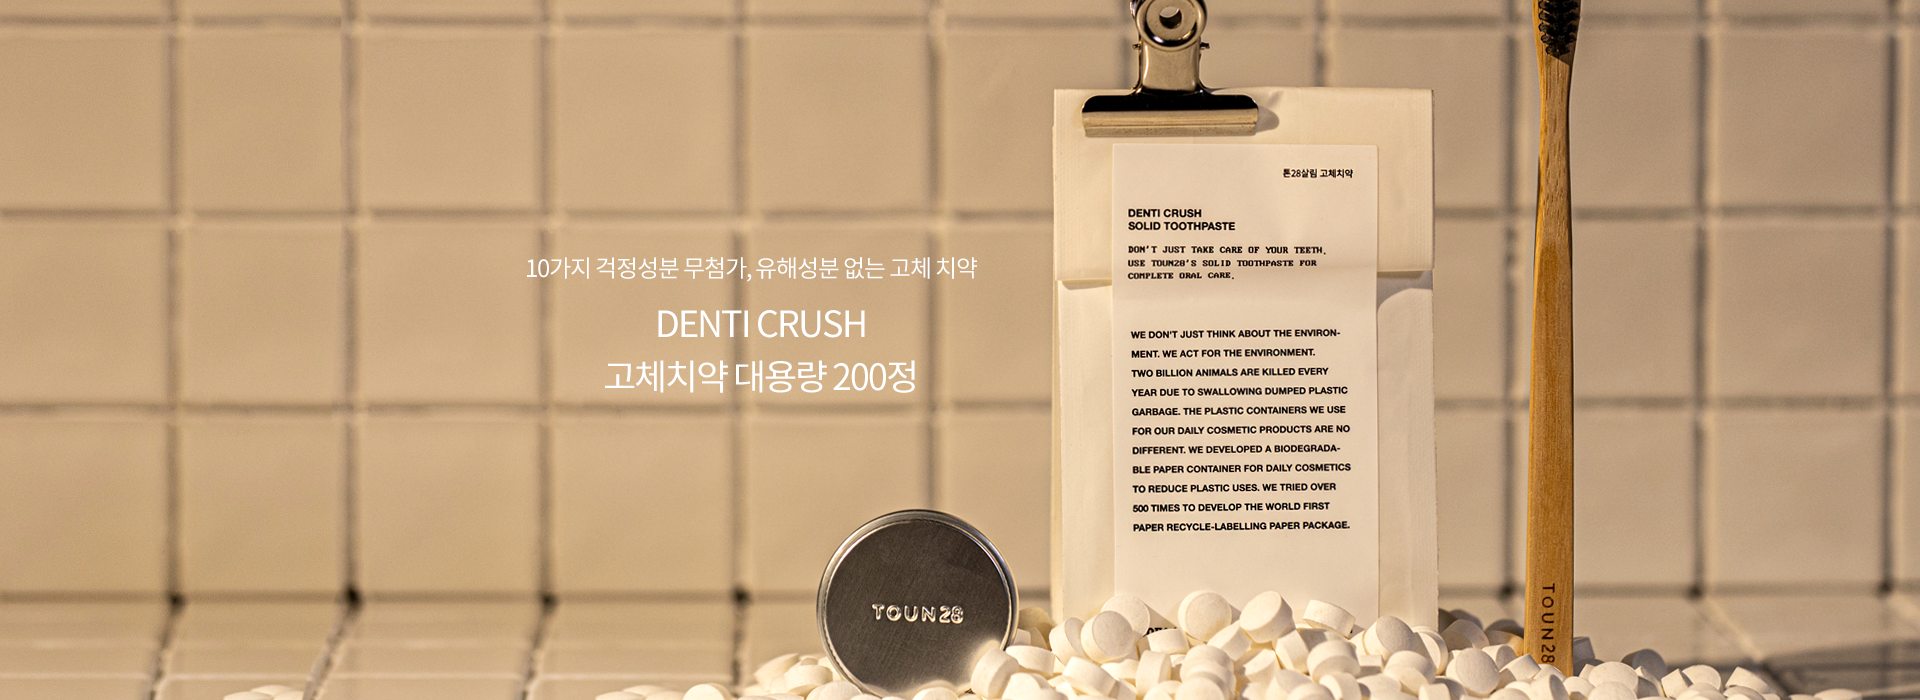 10가지 걱정성분 무첨가, 유해성분 없는 고체 치약
DENTI CRUSH
고체치약 대용량 200정
톤28살림 고체치약
DENTI CRUSH
SOLID TOOTHPASTE
DON'T JUST TAKE CARE OF YOUR TEETH.
USE TOUN28'S SOLID TOOTHPASTE FOR
COMPLETE ORAL CARE.
WE DON'T JUST THINK ABOUT THE ENVIRON-
MENT. WE ACT FOR THE ENVIRONMENT.
TWO BILLION ANIMALS ARE KILLED EVERY
YEAR DUE TO SWALLOWING DUMPED PLASTIC
GARBAGE. THE PLASTIC CONTAINERS WE USE
FOR OUR DAILY COSMETIC PRODUCTS ARE NO
DIFFERENT. WE DEVELOPED A BIODEGRADA-
BLE PAPER CONTAINER FOR DAILY COSMETICS
TO REDUCE PLASTIC USES. WE TRIED OVER
500 TIMES TO DEVELOP THE WORLD FIRST
PAPER RECYCLE-LABELLING PAPER PACKAGE.
TOUN28
TOUN28